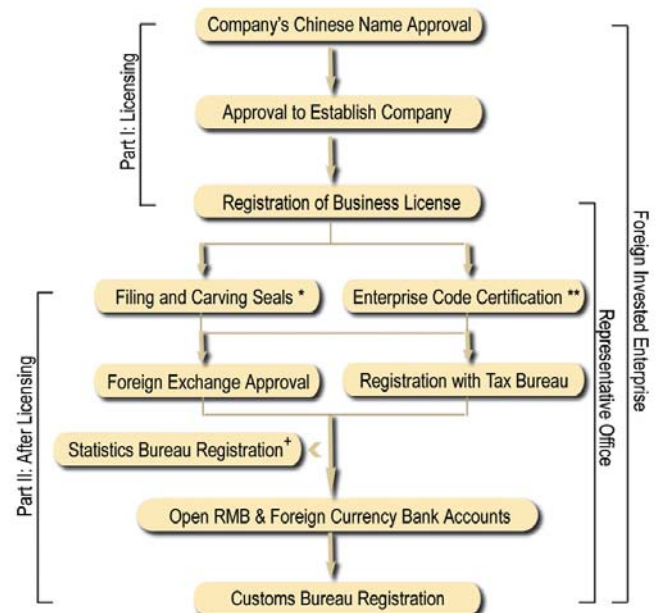 Company's Chinese Name Approval
Part I: Licensing
Approval to Establish Company
Registration of Business License
Filing and Carving Seals *
Enterprise Code Certification **
Foreign Exchange Approval
Registration with Tax Bureau
Part II: After Licensing
Statistics Bureau Registration+
Open RMB & Foreign Currency Bank Accounts
Customs Bureau Registration
Representative Office
Foreign Invested Enterprise